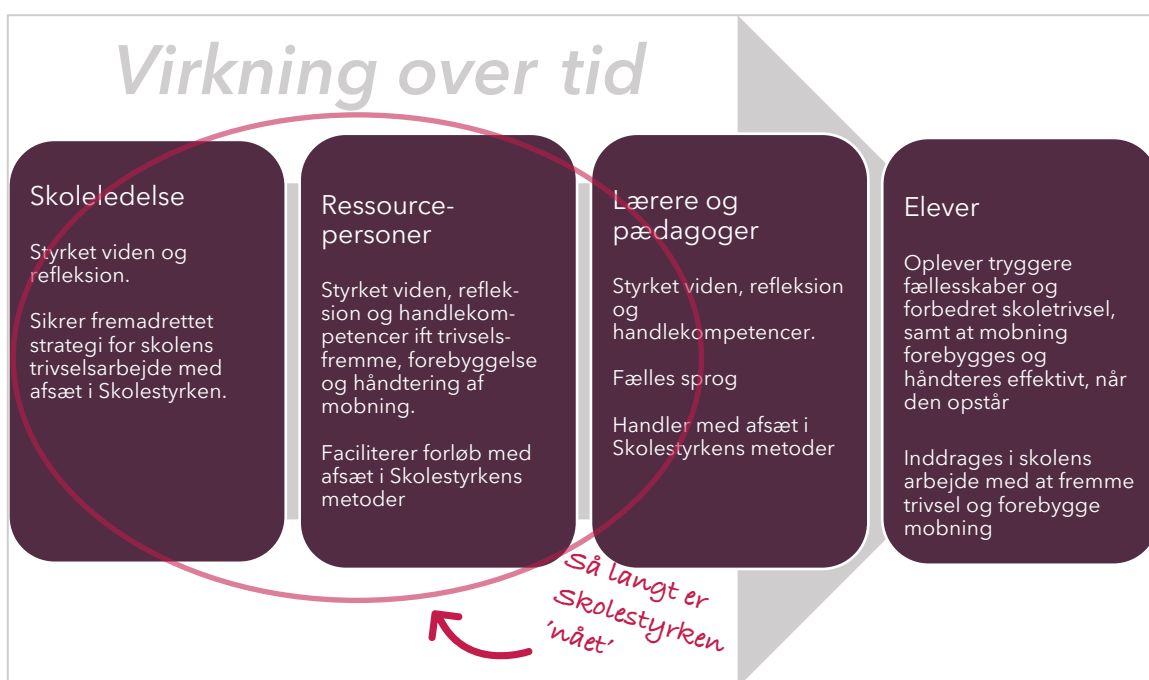 Virkning over tid
Skoleledelse
Styrket viden og
refleksion.
Sikrer fremadrettet
strategi for skolens
trivselsarbejde med
afsæt i Skolestyrken.
Ressource-
personer
Styrket viden, reflek-
sion og handlekom-
petencer ift trivsels-
fremme, forebyggelse
og håndtering af
mobning.
Faciliterer forløb med
afsæt i Skolestyrkens
metoder
Lærere og
pædagoger
Styrket viden, refleksion
og
handlekompetencer.
Fælles sprog
Handler med afsæt i
Skolestyrkens metoder
Elever
Oplever tryggere
fællesskaber og
forbedret skoletrivsel,
samt at mobning
forebygges og
håndteres effektivt, når
den opstår
Inddrages i skolens
arbejde med at fremme
trivsel og forebygge
mobning
Så langt er
Skolestyrken
'nået'